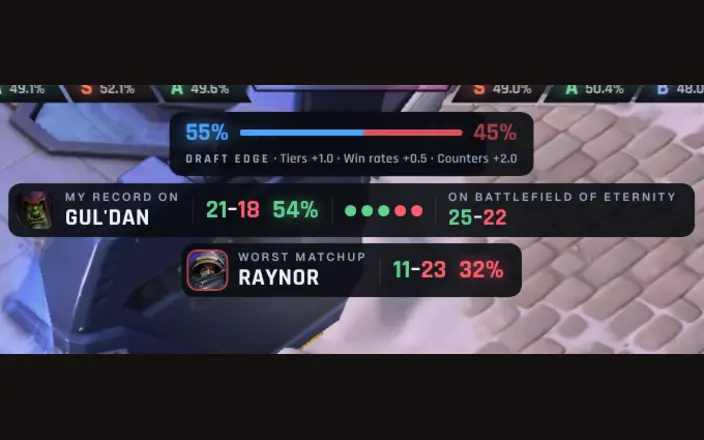 49.1% S 52.1% A 49.6% S 49.0% A 50.4% B 48.0
55% 45%
DRAFT EDGE · Tiers +1.0 · Win rates +0.5 · Counters +2.0
MY RECORD ON
GUL'DAN
21-18 54%
ON BATTLEFIELD OF ETERNITY
25-22
WORST MATCHUP
RAYNOR
11-23 32%